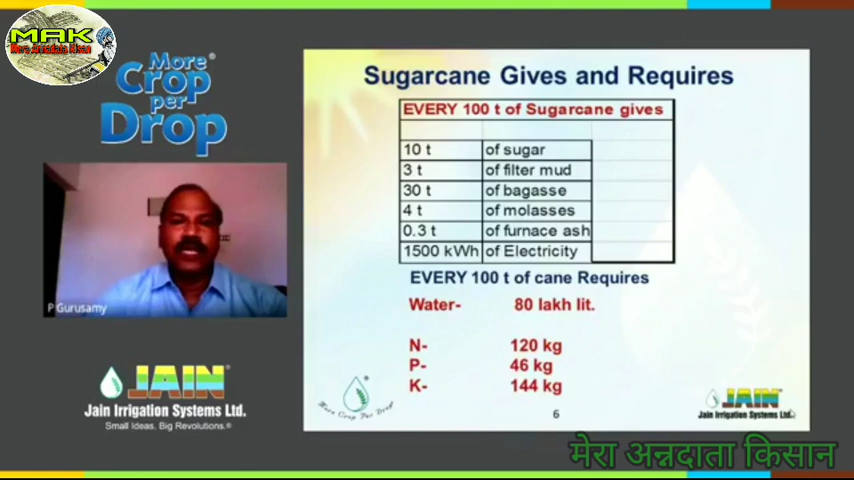 MAK
Mera Annadata Kisan
More
Crop
per
Drop
P Gurusamy
JAIN
Jain Irrigation Systems Ltd.
Small Ideas. Big Revolutions.®
Sugarcane Gives and Requires
EVERY 100 t of Sugarcane gives
10 t of sugar
3 t of filter mud
30 t of bagasse
4 t of molasses
0.3 t of furnace ash
1500 kWh of Electricity
EVERY 100 t of cane Requires
Water- 80 lakh lit.
N- 120 kg
P- 46 kg
K- 144 kg
More Crop Per Drop
6
JAIN
Jain Irrigation Systems Ltd.
मेरा अन्नदाता किसान